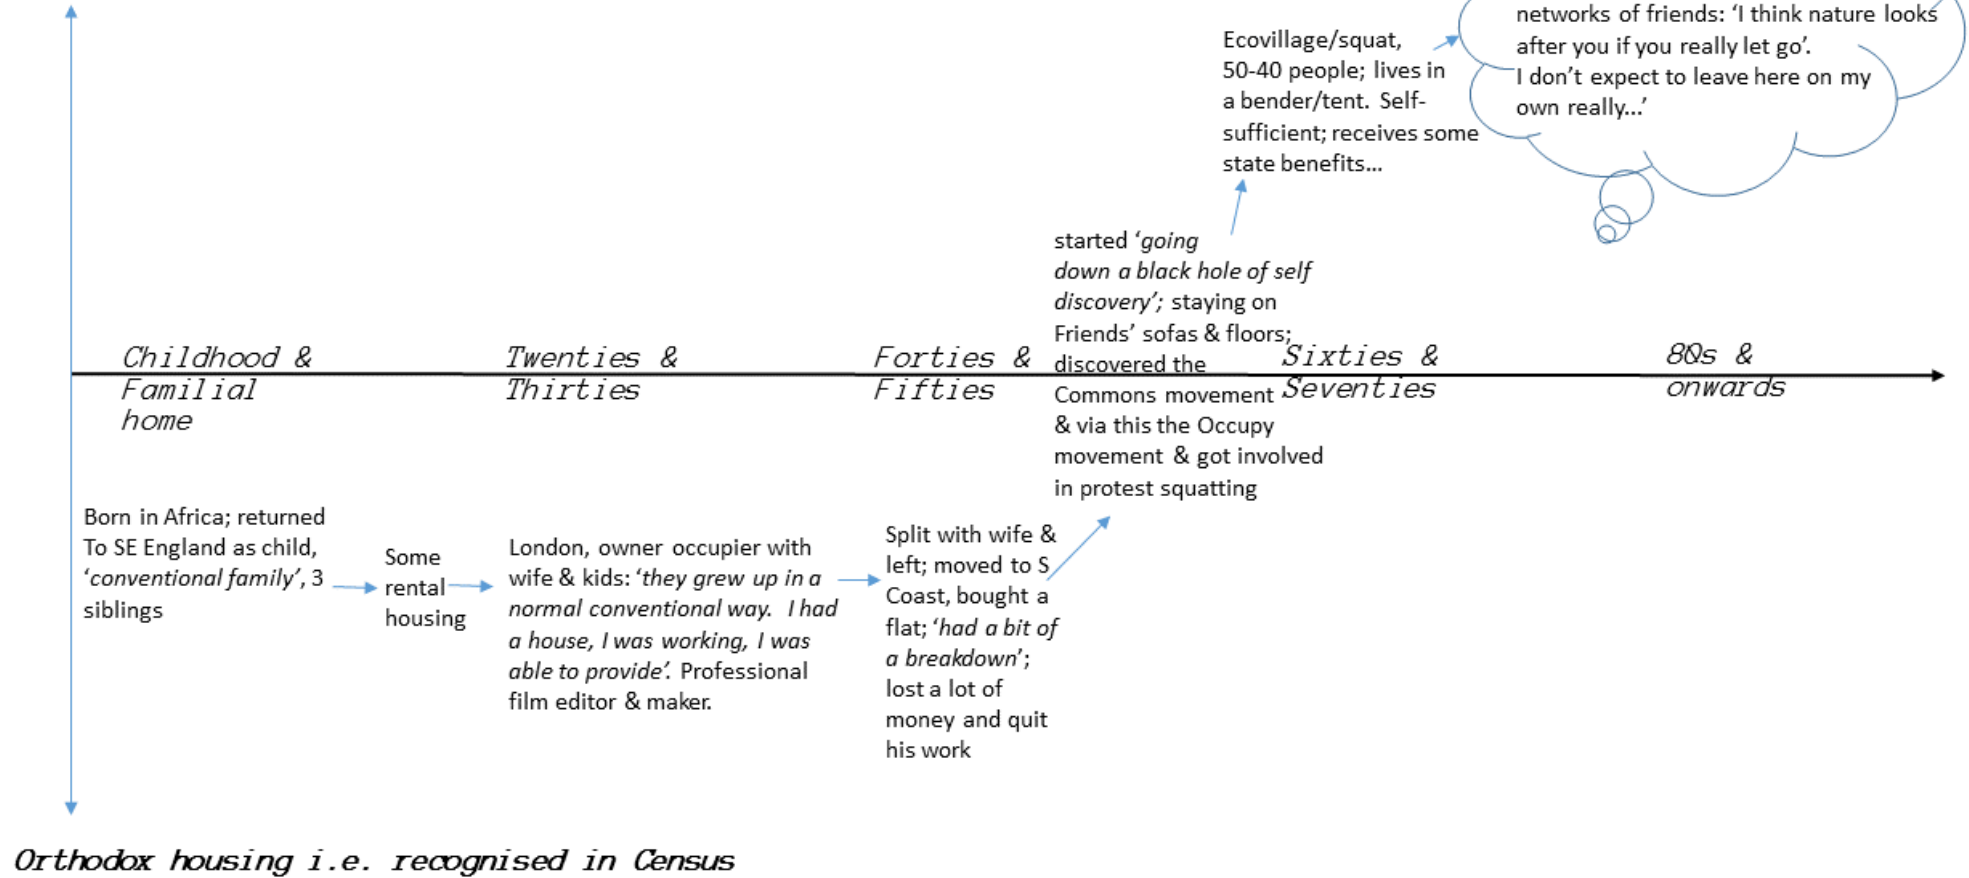 networks of friends: ‘I think nature looks
after you if you really let go’.
I don’t expect to leave here on my
own really...’
Ecovillage/squat,
50-40 people; lives in
a bender/tent. Self-
sufficient; receives some
state benefits...
started ‘going
down a black hole of self
discovery’; staying on
Friends’ sofas & floors;
discovered the
Commons movement
& via this the Occupy
movement & got involved
in protest squatting
Childhood &
Familial
home
Twenties &
Thirties
Forties &
Fifties
Sixties &
Seventies
80s &
onwards
Born in Africa; returned
To SE England as child,
‘conventional family’, 3
siblings
Some
rental
housing
London, owner occupier with
wife & kids: ‘they grew up in a
normal conventional way. I had
a house, I was working, I was
able to provide’. Professional
film editor & maker.
Split with wife &
left; moved to S
Coast, bought a
flat; ‘had a bit of
a breakdown’;
lost a lot of
money and quit
his work
Orthodox housing i.e. recognised in Census